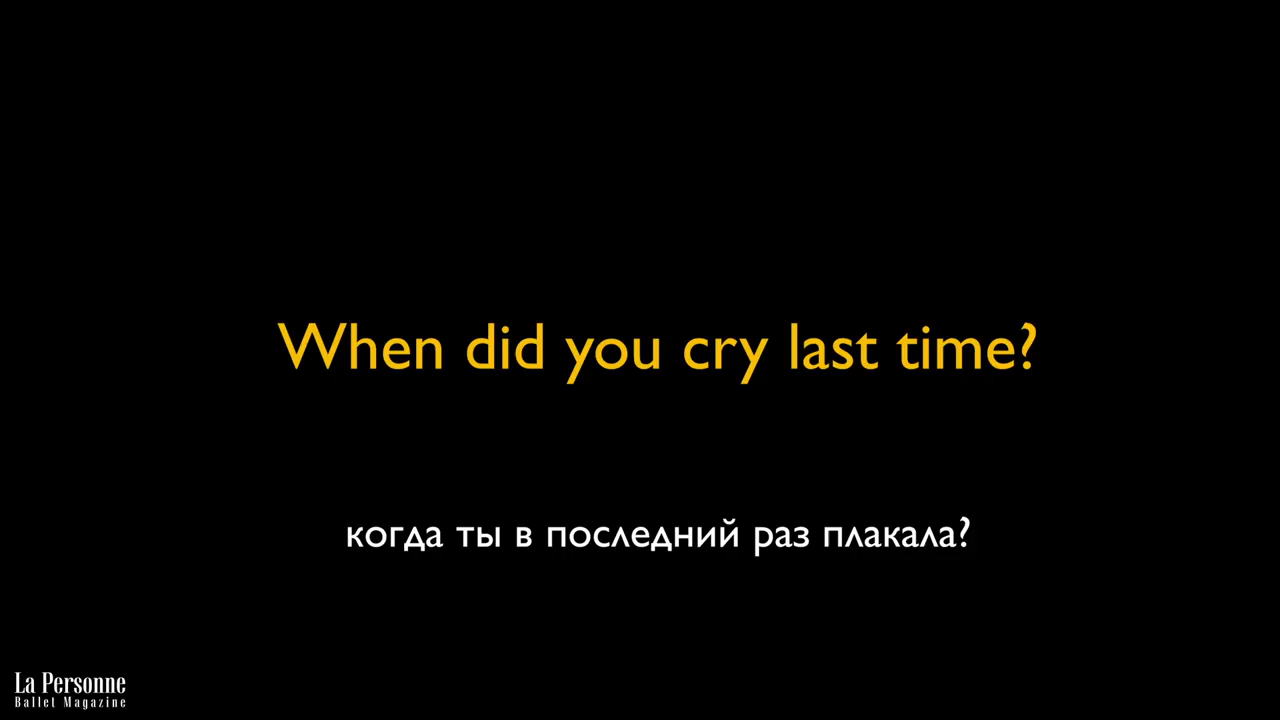 When did you cry last time?
когда ты в последний раз плакала?
La Personne
Ballet Magazine